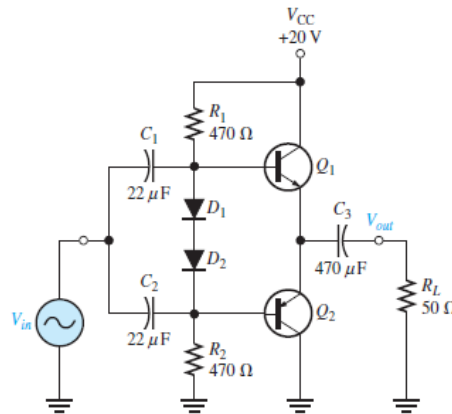 V_CC
+20 V
R_1
470 Ω
C_1
22 μF
Q_1
D_1
C_3
V_out
470 μF
D_2
C_2
22 μF
R_L
50 Ω
V_in
Q_2
R_2
470 Ω